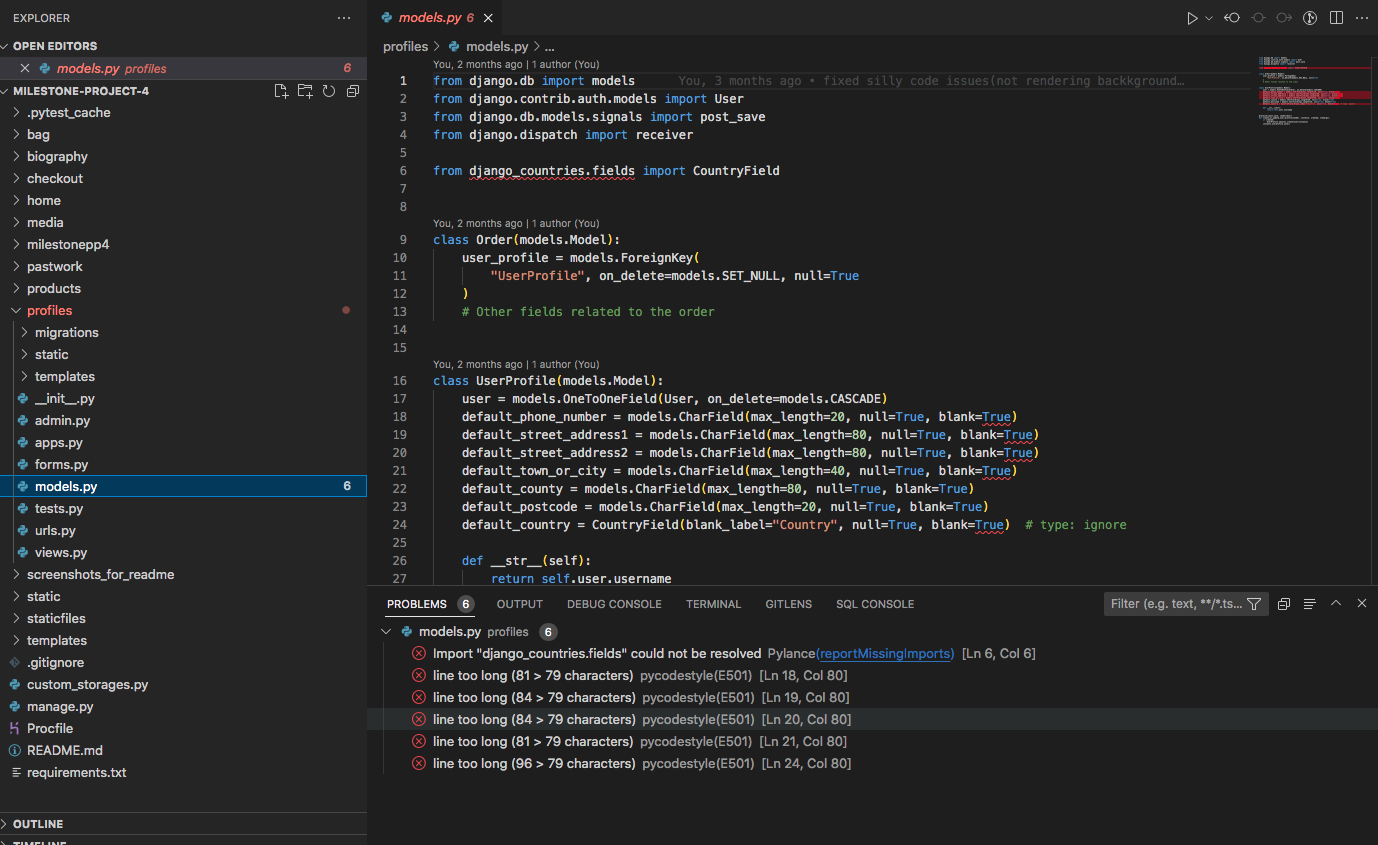 EXPLORER
OPEN EDITORS
models.py profiles 6
MILESTONE-PROJECT-4
.pytest_cache
bag
biography
checkout
home
media
milestonepp4
pastwork
products
profiles
migrations
static
templates
__init__.py
admin.py
apps.py
forms.py
models.py 6
tests.py
urls.py
views.py
screenshots_for_readme
static
staticfiles
templates
.gitignore
custom_storages.py
manage.py
Procfile
README.md
requirements.txt
OUTLINE
TIMELINE
models.py 6
profiles > models.py > ...
You, 2 months ago | 1 author (You)
1 from django.db import models You, 3 months ago • fixed silly code issues(not rendering background…
2 from django.contrib.auth.models import User
3 from django.db.models.signals import post_save
4 from django.dispatch import receiver
5
6 from django_countries.fields import CountryField
7
8
You, 2 months ago | 1 author (You)
9 class Order(models.Model):
10 user_profile = models.ForeignKey(
11 "UserProfile", on_delete=models.SET_NULL, null=True
12 )
13 # Other fields related to the order
14
15
You, 2 months ago | 1 author (You)
16 class UserProfile(models.Model):
17 user = models.OneToOneField(User, on_delete=models.CASCADE)
18 default_phone_number = models.CharField(max_length=20, null=True, blank=True)
19 default_street_address1 = models.CharField(max_length=80, null=True, blank=True)
20 default_street_address2 = models.CharField(max_length=80, null=True, blank=True)
21 default_town_or_city = models.CharField(max_length=40, null=True, blank=True)
22 default_county = models.CharField(max_length=80, null=True, blank=True)
23 default_postcode = models.CharField(max_length=20, null=True, blank=True)
24 default_country = CountryField(blank_label="Country", null=True, blank=True) # type: ignore
25
26 def __str__(self):
27 return self.user.username
PROBLEMS 6 OUTPUT DEBUG CONSOLE TERMINAL GITLENS SQL CONSOLE Filter (e.g. text, **/*.ts...
models.py profiles 6
Import "django_countries.fields" could not be resolved Pylance(reportMissingImports) [Ln 6, Col 6]
line too long (81 > 79 characters) pycodestyle(E501) [Ln 18, Col 80]
line too long (84 > 79 characters) pycodestyle(E501) [Ln 19, Col 80]
line too long (84 > 79 characters) pycodestyle(E501) [Ln 20, Col 80]
line too long (81 > 79 characters) pycodestyle(E501) [Ln 21, Col 80]
line too long (96 > 79 characters) pycodestyle(E501) [Ln 24, Col 80]